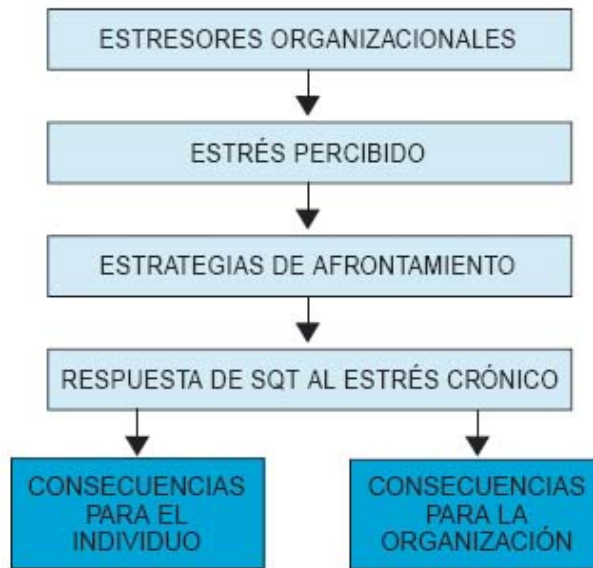 ESTRESORES ORGANIZACIONALES
ESTRÉS PERCIBIDO
ESTRATEGIAS DE AFRONTAMIENTO
RESPUESTA DE SQT AL ESTRÉS CRÓNICO
CONSECUENCIAS
PARA EL
INDIVIDUO
CONSECUENCIAS
PARA LA
ORGANIZACIÓN